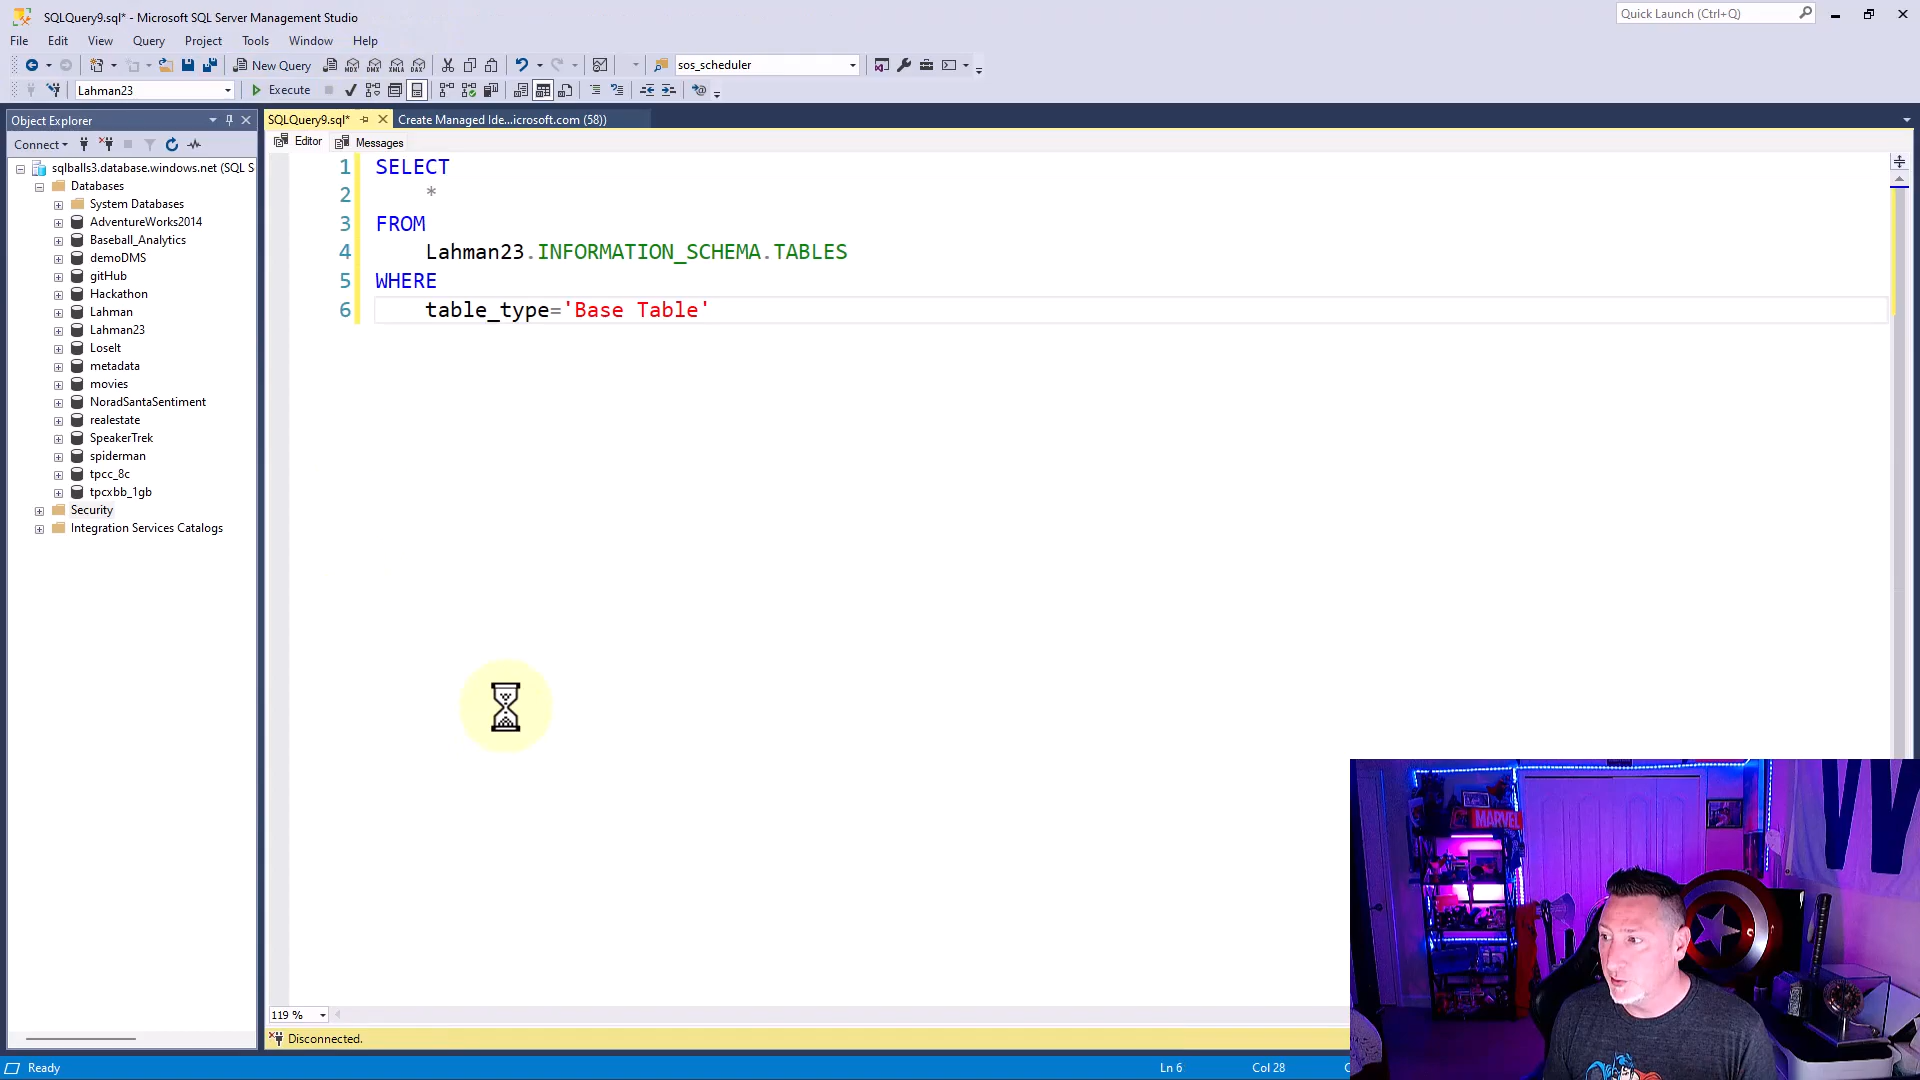 SQLQuery9.sql* - Microsoft SQL Server Management Studio
Quick Launch (Ctrl+Q)
File Edit View Query Project Tools Window Help
New Query
MDX DMX XMLA DAX
sos_scheduler
Lahman23
Execute
Object Explorer
SQLQuery9.sql*
Create Managed Ide...icrosoft.com (58))
Connect
Editor
Messages
sqlballs3.database.windows.net (SQL S
Databases
System Databases
AdventureWorks2014
Baseball_Analytics
demoDMS
gitHub
Hackathon
Lahman
Lahman23
LoseIt
metadata
movies
NoradSantaSentiment
realestate
SpeakerTrek
spiderman
tpcc_8c
tpcxbb_1gb
Security
Integration Services Catalogs
1 SELECT
2 *
3 FROM
4 Lahman23.INFORMATION_SCHEMA.TABLES
5 WHERE
6 table_type='Base Table'
MARVEL
W
119 %
Disconnected.
Ready
Ln 6
Col 28